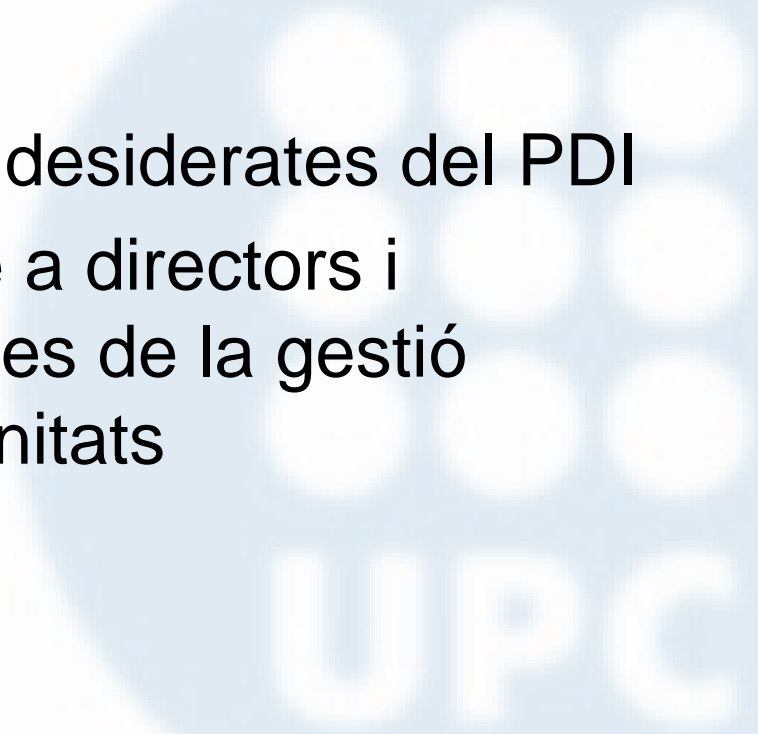 desiderates del PDI
a directors i
es de la gestió
nitats
UPC